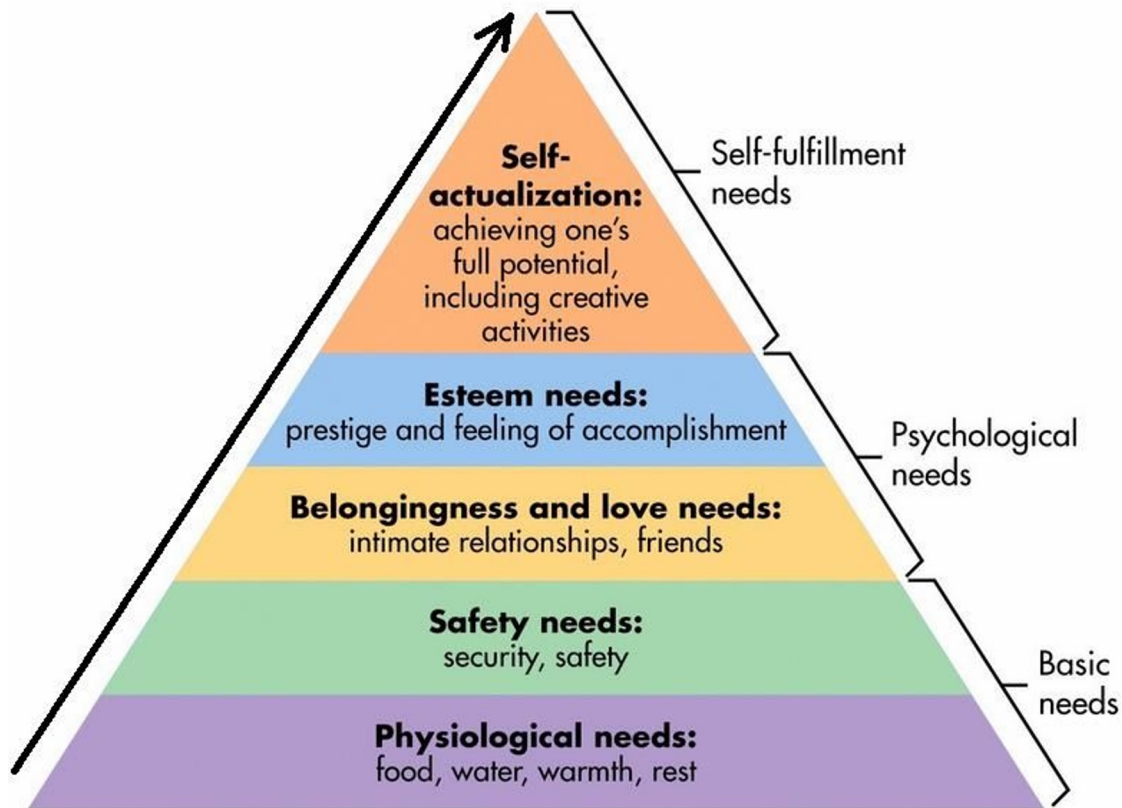 Self-
actualization:
achieving one's
full potential,
including creative
activities
Esteem needs:
prestige and feeling of accomplishment
Belongingness and love needs:
intimate relationships, friends
Safety needs:
security, safety
Physiological needs:
food, water, warmth, rest
Self-fulfillment
needs
Psychological
needs
Basic
needs